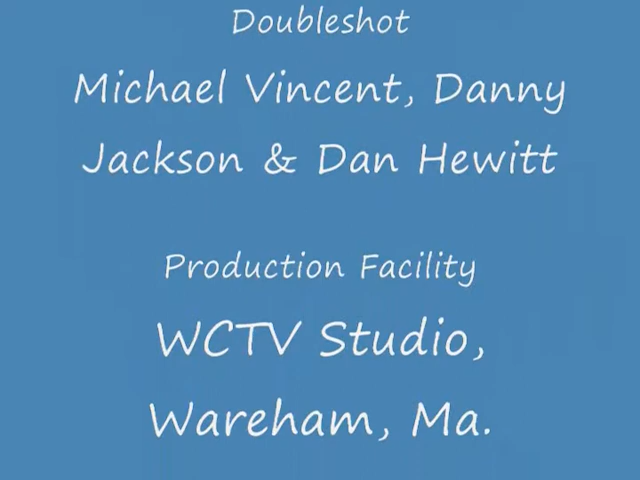 Doubleshot
Michael Vincent, Danny
Jackson & Dan Hewitt
Production Facility
WCTV Studio,
Wareham, Ma.